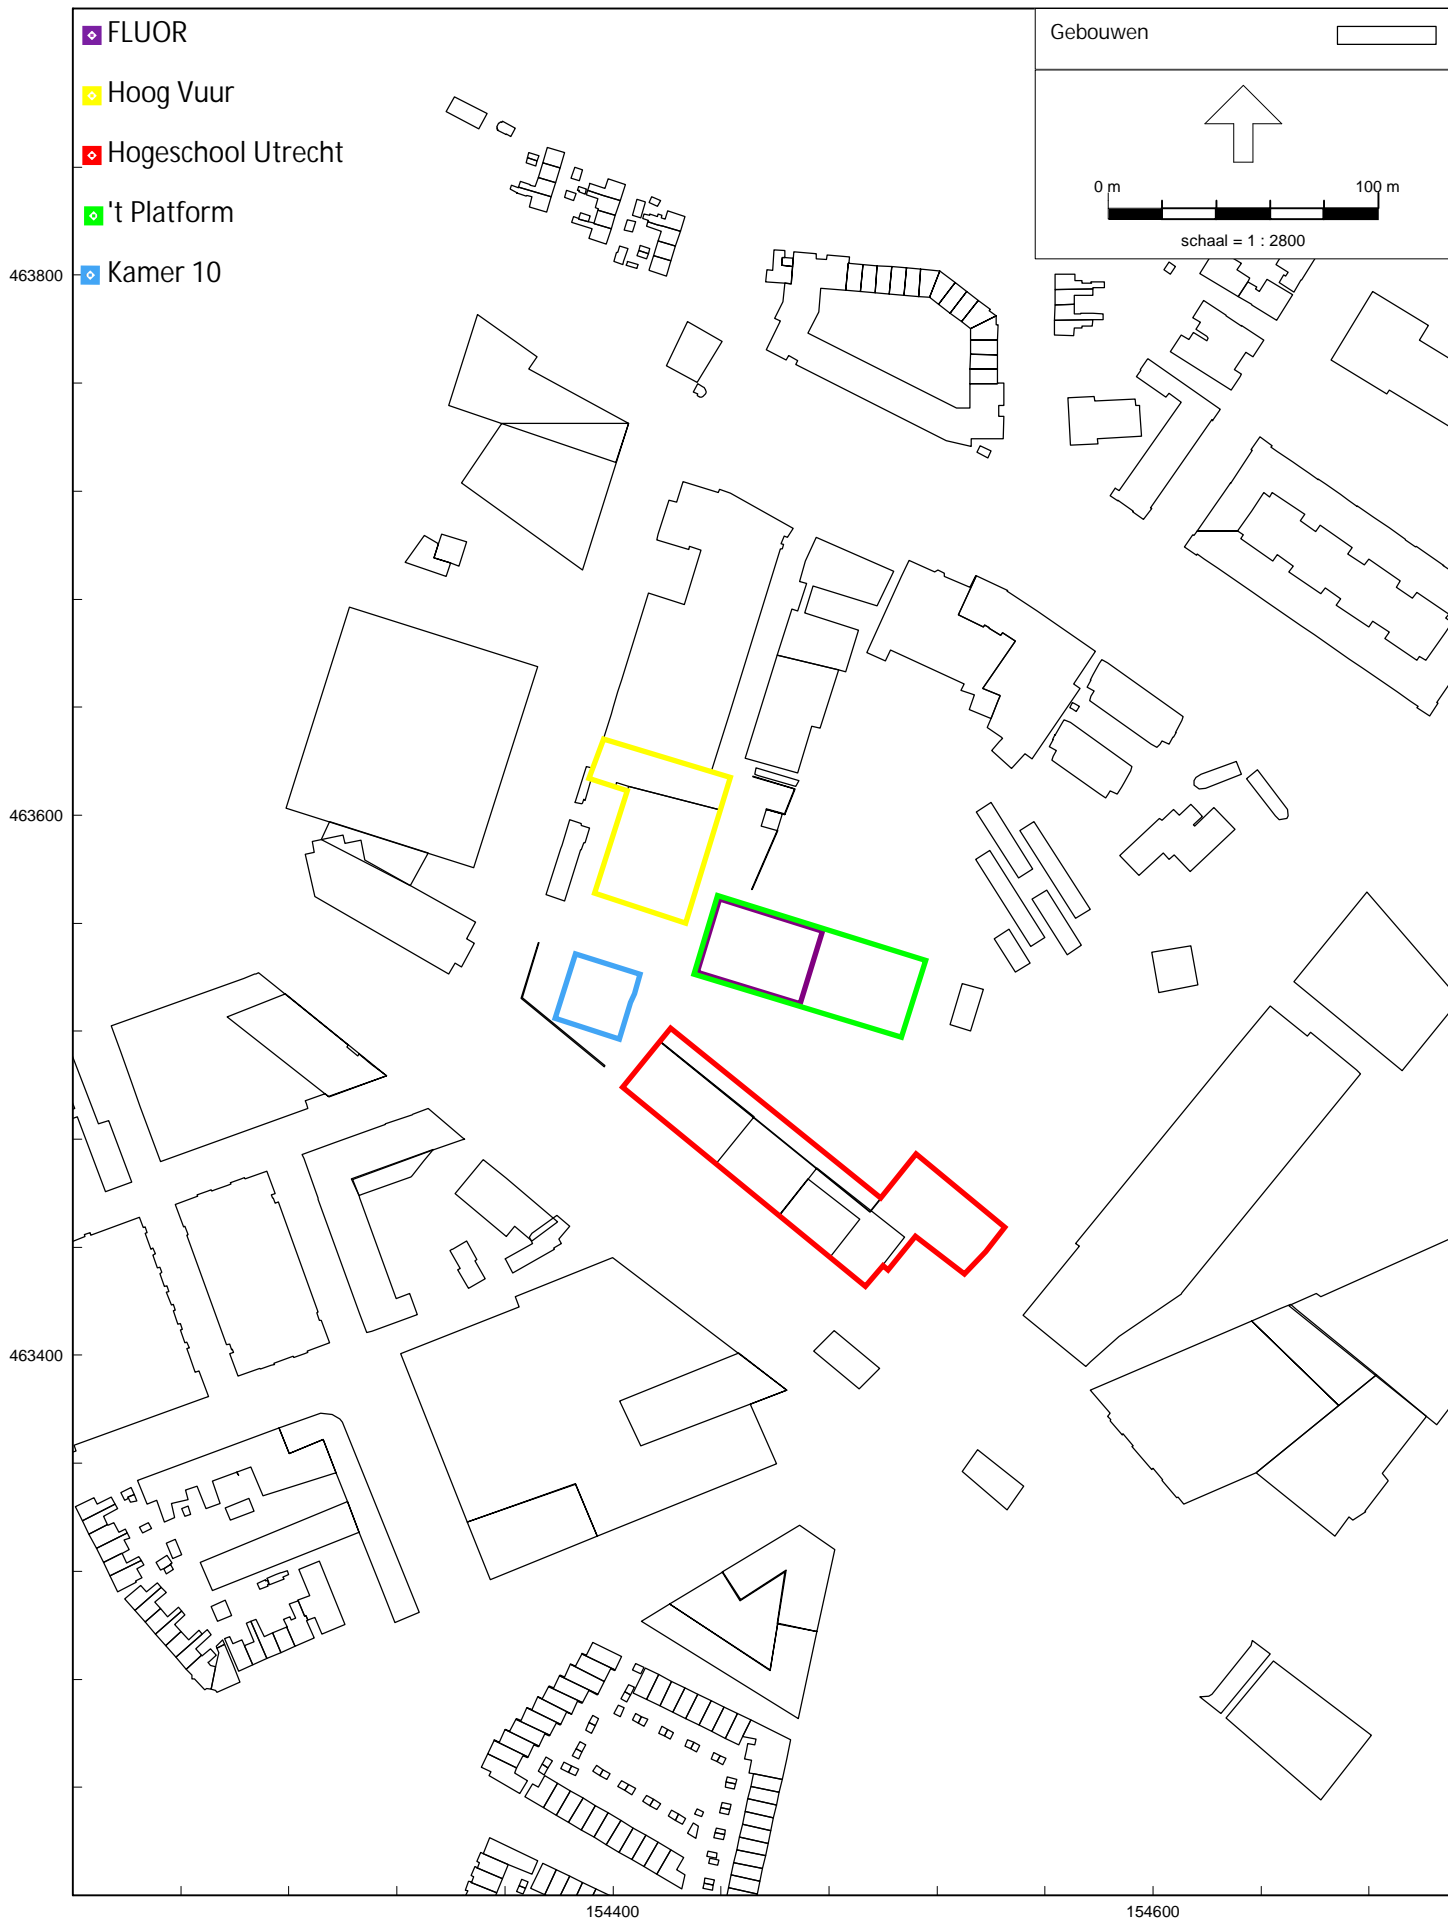 FLUOR
Hoog Vuur
Hogeschool Utrecht
't Platform
Kamer 10
Gebouwen
0 m 100 m
schaal = 1 : 2800
463800
463600
463400
154400 154600